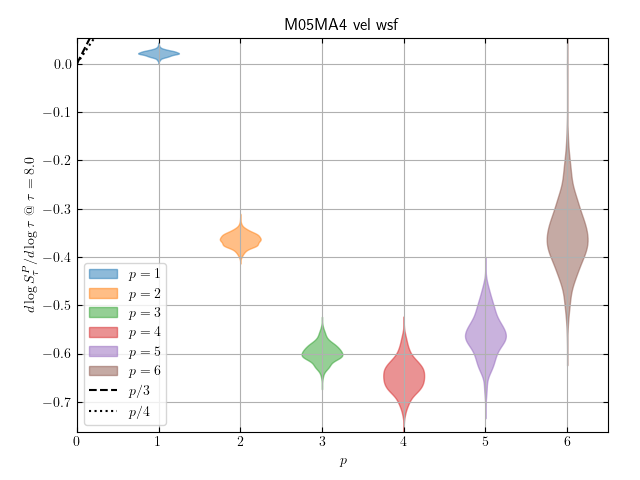 M05MA4 vel wsf
d log S_τ^P / d log τ @ τ = 8.0
0.0
−0.1
−0.2
−0.3
−0.4
−0.5
−0.6
−0.7
p = 1
p = 2
p = 3
p = 4
p = 5
p = 6
p/3
p/4
0 1 2 3 4 5 6
p